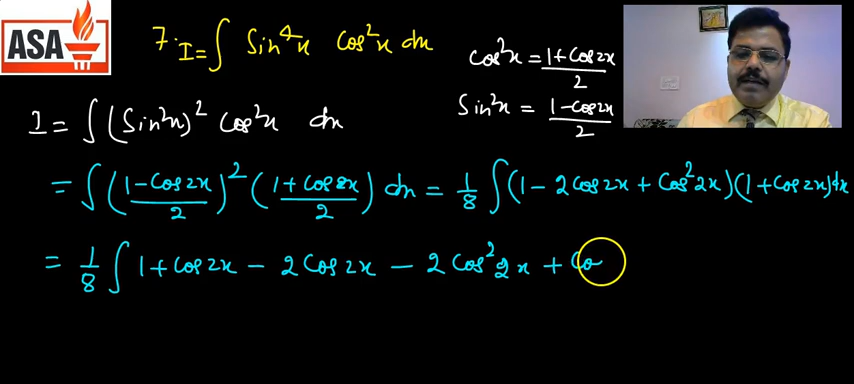 ASA
7. I = ∫ Sin⁴x Cos²x dx
Cos²x = (1+Cos2x)/2
Sin²x = (1-Cos2x)/2
I = ∫ (Sin²x)² Cos²x dx
= ∫ ((1-Cos2x)/2)² ((1+Cos2x)/2) dx = 1/8 ∫ (1 - 2Cos2x + Cos²2x)(1+Cos2x)dx
= 1/8 ∫ 1 + Cos2x - 2Cos2x - 2Cos²2x + Co